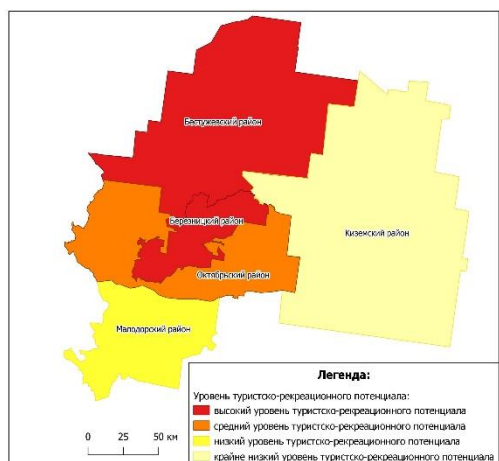 Бестужевский район
Березницкий район
Киземский район
Октябрьский район
Малодорский район
Легенда:
Уровень туристско-рекреационного потенциала:
высокий уровень туристско-рекреационного потенциала
средний уровень туристско-рекреационного потенциала
низкий уровень туристско-рекреационного потенциала
крайне низкий уровень туристско-рекреационного потенциала
0 25 50 км